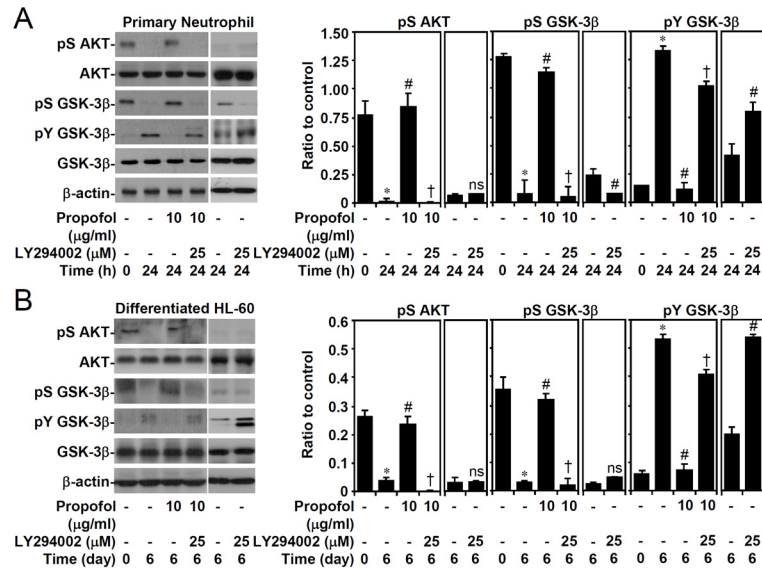 A
Primary Neutrophil
pS AKT-
AKT-
pS GSK-3β-
pY GSK-3β-
GSK-3β-
β-actin-
Propofol - - 10 10 - -
(μg/ml)
LY294002 (μM) - - - 25 - 25
Time (h) 0 24 24 24 24 24
pS AKT pS GSK-3β pY GSK-3β
Ratio to control
1.50
1.25
1.00
0.75
0.50
0.25
0
* # † ns
* # † #
* # † #
- - 10 10 - - - - 10 10 - - - - 10 10 - -
LY294002 (μM) - - - 25 - 25 - - - 25 - 25 - - - 25 - 25
0 24 24 24 24 24 0 24 24 24 24 24 0 24 24 24 24 24
B
Differentiated HL-60
pS AKT-
AKT-
pS GSK-3β-
pY GSK-3β-
GSK-3β-
β-actin-
Propofol - - 10 10 - -
(μg/ml)
LY294002 (μM) - - - 25 - 25
Time (day) 0 6 6 6 6 6
pS AKT pS GSK-3β pY GSK-3β
Ratio to control
0.6
0.5
0.4
0.3
0.2
0.1
0
* # † ns
* # † ns
* # † #
- - 10 10 - - - - 10 10 - - - - 10 10 - -
LY294002 (μM) - - - 25 - 25 - - - 25 - 25 - - - 25 - 25
0 6 6 6 6 6 0 6 6 6 6 6 0 6 6 6 6 6